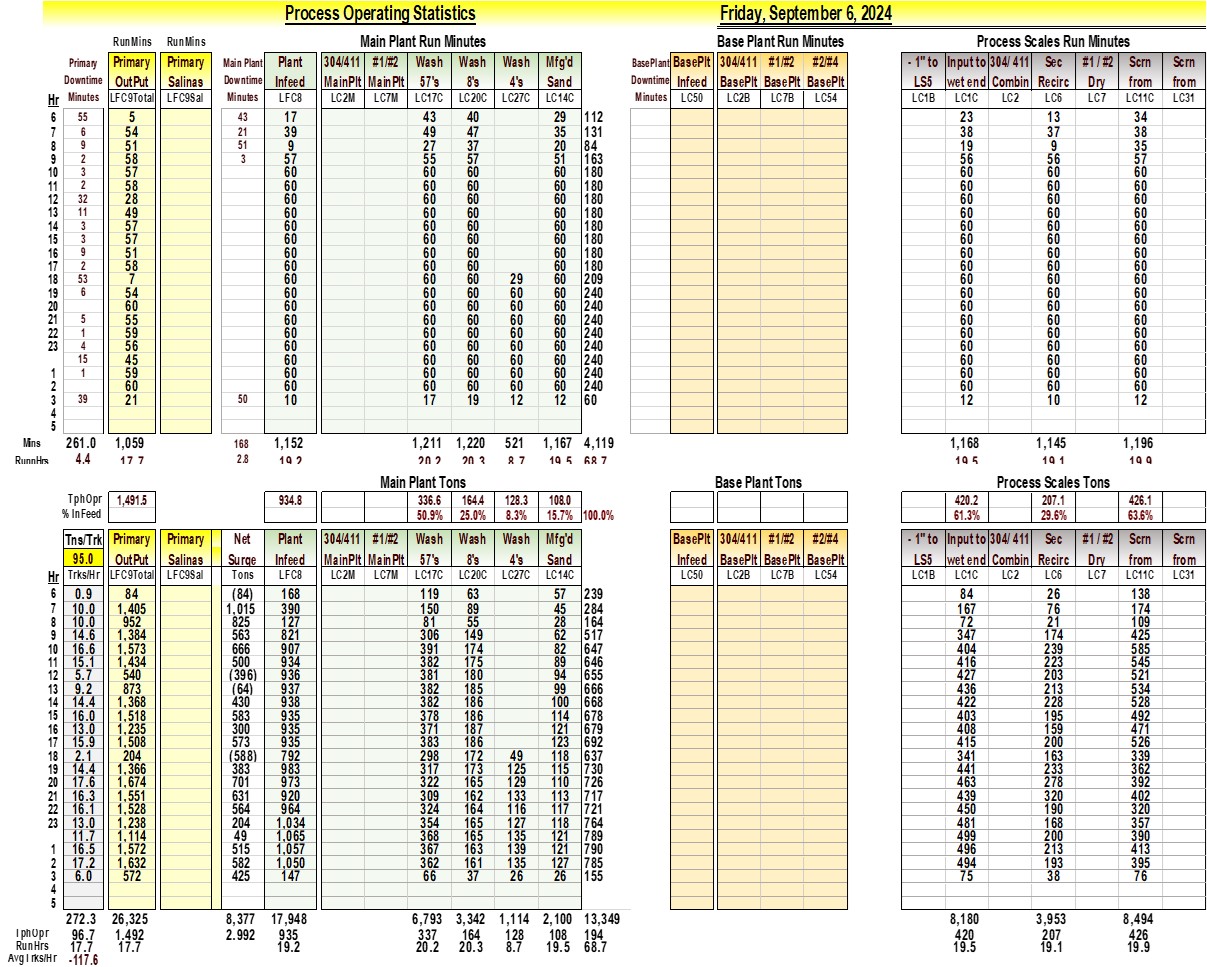 Process Operating Statistics Friday, September 6, 2024
RunMins RunMins Main Plant Run Minutes Base Plant Run Minutes Process Scales Run Minutes
Primary Primary Primary Main Plant Plant 304/411 #1/#2 Wash Wash Wash Mfg'd BasePlant BasePlt 304/411 #1/#2 #2/#4 - 1" to Input to 304/ 411 Sec #1 / #2 Scrn Scrn
Downtime OutPut Salinas Downtime Infeed MainPlt MainPlt 57's 8's 4's Sand Downtime Infeed BasePlt BasePlt BasePlt LS5 wet end Combin Recirc Dry from from
Hr Minutes LFC9Total LFC9Sal Minutes LFC8 LC2M LC7M LC17C LC20C LC27C LC14C Minutes LC50 LC2B LC7B LC54 LC1B LC1C LC2 LC6 LC7 LC11C LC31
6 55 5 43 17 43 40 29 112 23 13 34
7 6 54 21 39 49 47 35 131 38 37 38
8 9 51 51 9 27 37 20 84 19 9 35
9 2 58 3 57 55 57 51 163 56 56 57
10 3 57 60 60 60 60 180 60 60 60
11 2 58 60 60 60 60 180 60 60 60
12 32 28 60 60 60 60 180 60 60 60
13 11 49 60 60 60 60 180 60 60 60
14 3 57 60 60 60 60 180 60 60 60
15 3 57 60 60 60 60 180 60 60 60
16 9 51 60 60 60 60 180 60 60 60
17 2 58 60 60 60 60 180 60 60 60
18 53 7 60 60 60 29 60 209 60 60 60
19 6 54 60 60 60 60 60 240 60 60 60
20 60 60 60 60 60 60 240 60 60 60
21 5 55 60 60 60 60 60 240 60 60 60
22 1 59 60 60 60 60 60 240 60 60 60
23 4 56 60 60 60 60 60 240 60 60 60
15 45 60 60 60 60 60 240 60 60 60
1 1 59 60 60 60 60 60 240 60 60 60
2 60 60 60 60 60 60 240 60 60 60
3 39 21 50 10 17 19 12 12 60 12 10 12
4
5
Mins 261.0 1,059 168 1,152 1,211 1,220 521 1,167 4,119 1,168 1,145 1,196
RunnHrs 4.4 17.7 2.8 19.2 20.2 20.3 8.7 19.5 68.7 19.5 19.1 19.9
Main Plant Tons Base Plant Tons Process Scales Tons
TphOpr 1,491.5 934.8 336.6 164.4 128.3 108.0 420.2 207.1 426.1
% InFeed 50.9% 25.0% 8.3% 15.7% 100.0% 61.3% 29.6% 63.6%
Tns/Trk Primary Primary Net Plant 304/411 #1/#2 Wash Wash Wash Mfg'd BasePlt 304/411 #1/#2 #2/#4 - 1" to Input to 304/ 411 Sec #1 / #2 Scrn Scrn
95.0 OutPut Salinas Surge Infeed MainPlt MainPlt 57's 8's 4's Sand Infeed BasePlt BasePlt BasePlt LS5 wet end Combin Recirc Dry from from
Hr Trks/Hr LFC9Total LFC9Sal Tons LFC8 LC2M LC7M LC17C LC20C LC27C LC14C LC50 LC2B LC7B LC54 LC1B LC1C LC2 LC6 LC7 LC11C LC31
6 0.9 84 (84) 168 119 63 57 239 84 26 138
7 10.0 1,405 1,015 390 150 89 45 284 167 76 174
8 10.0 952 825 127 81 55 28 164 72 21 109
9 14.6 1,384 563 821 306 149 62 517 347 174 425
10 16.6 1,573 666 907 391 174 82 647 404 239 585
11 15.1 1,434 500 934 382 175 89 646 416 223 545
12 5.7 540 (396) 936 381 180 94 655 427 203 521
13 9.2 873 (64) 937 382 185 99 666 436 213 534
14 14.4 1,368 430 938 382 186 100 668 422 228 528
15 16.0 1,518 583 935 378 186 114 678 403 195 492
16 13.0 1,235 300 935 371 187 121 679 408 159 471
17 15.9 1,508 573 935 383 186 123 692 415 200 526
18 2.1 204 (588) 792 298 172 49 118 637 341 163 339
19 14.4 1,366 383 983 317 173 125 115 730 441 233 362
20 17.6 1,674 701 973 322 165 129 110 726 463 278 392
21 16.3 1,551 631 920 309 162 133 113 717 439 320 402
22 16.1 1,528 564 964 324 164 116 117 721 450 190 320
23 13.0 1,238 204 1,034 354 165 127 118 764 481 168 357
11.7 1,114 49 1,065 368 165 135 121 789 499 200 390
1 16.5 1,572 515 1,057 367 163 139 121 790 496 213 413
2 17.2 1,632 582 1,050 362 161 135 127 785 494 193 395
3 6.0 572 425 147 66 37 26 26 155 75 38 76
4
5
272.3 26,325 8,377 17,948 6,793 3,342 1,114 2,100 13,349 8,180 3,953 8,494
TphOpr 96.7 1,492 2,992 935 337 164 128 108 194 420 207 426
RunHrs 17.7 17.7 19.2 20.2 20.3 8.7 19.5 68.7 19.5 19.1 19.9
Avg Trks/Hr -117.6